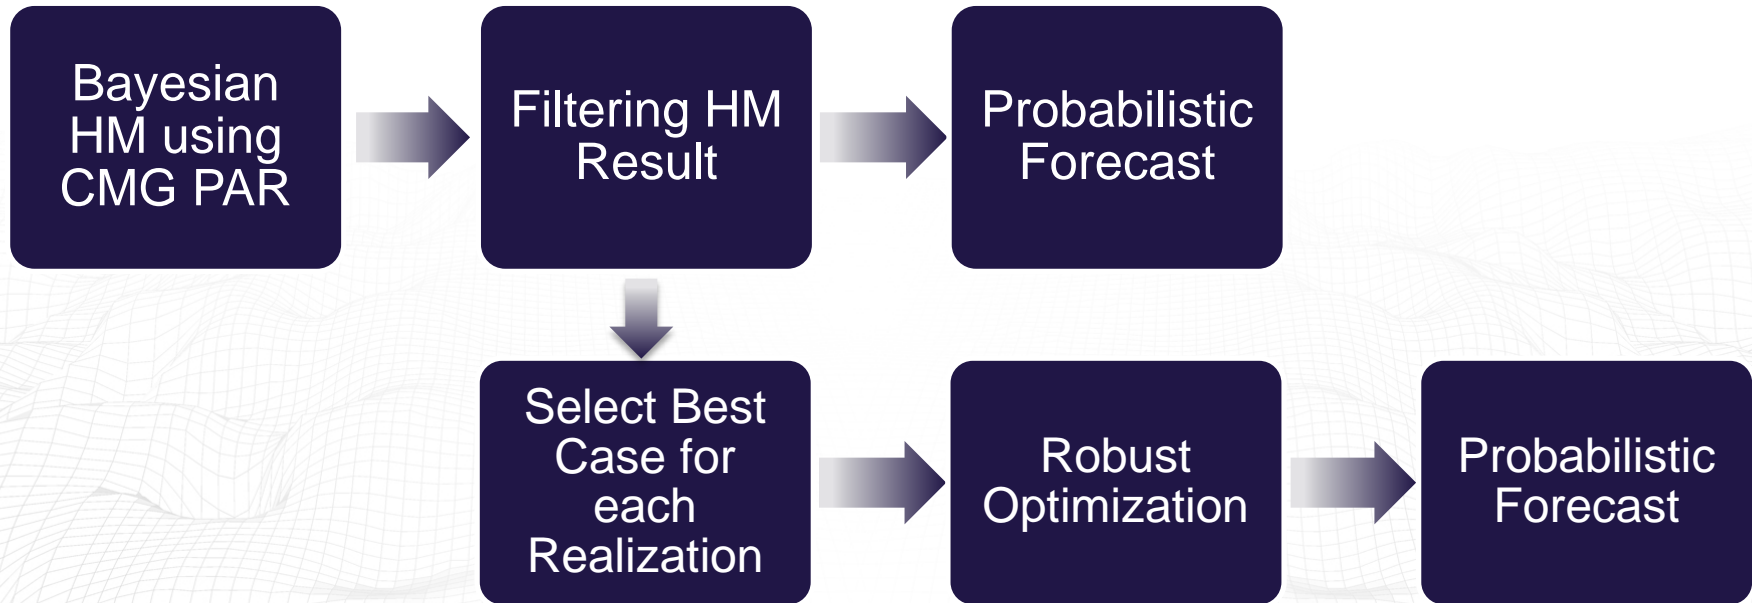 Bayesian
HM using
CMG PAR
Filtering HM
Result
Probabilistic
Forecast
Select Best
Case for
each
Realization
Robust
Optimization
Probabilistic
Forecast